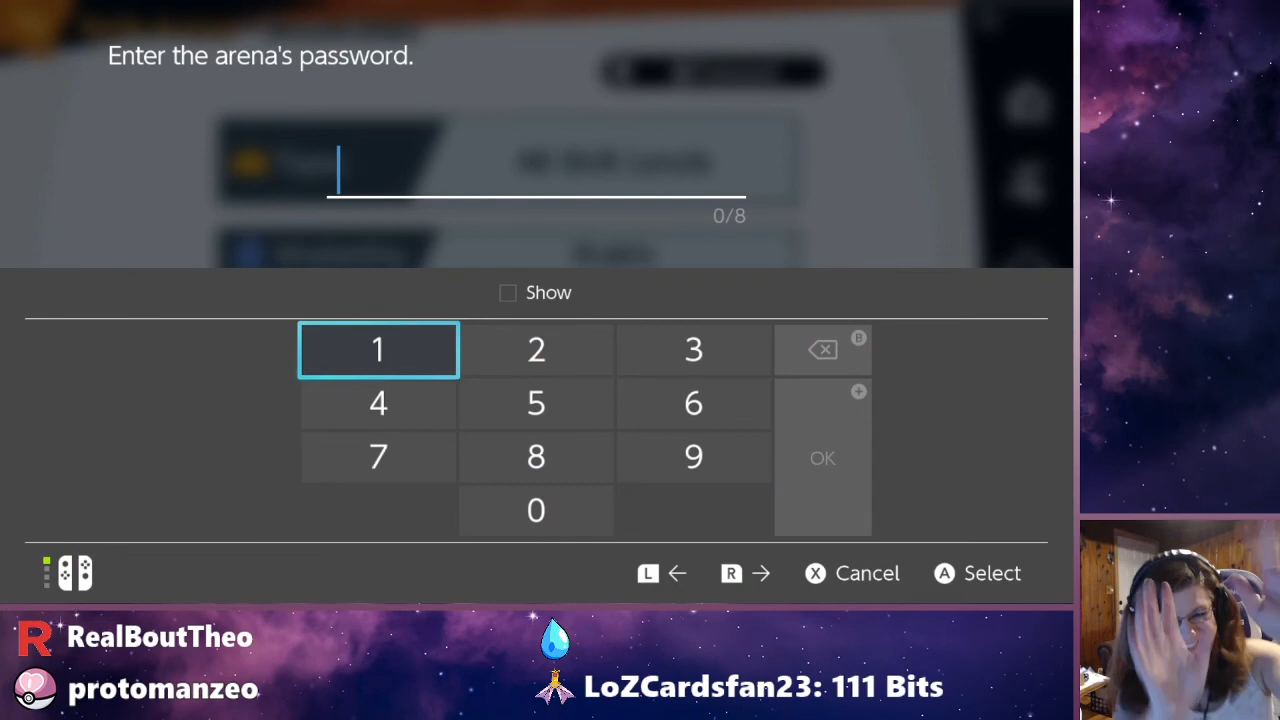 Enter the arena's password.
0/8
Show
1 2 3 B
4 5 6 +
7 8 9 OK
0
L ← R → X Cancel A Select
R RealBoutTheo
protomanzeo
LoZCardsfan23: 111 Bits